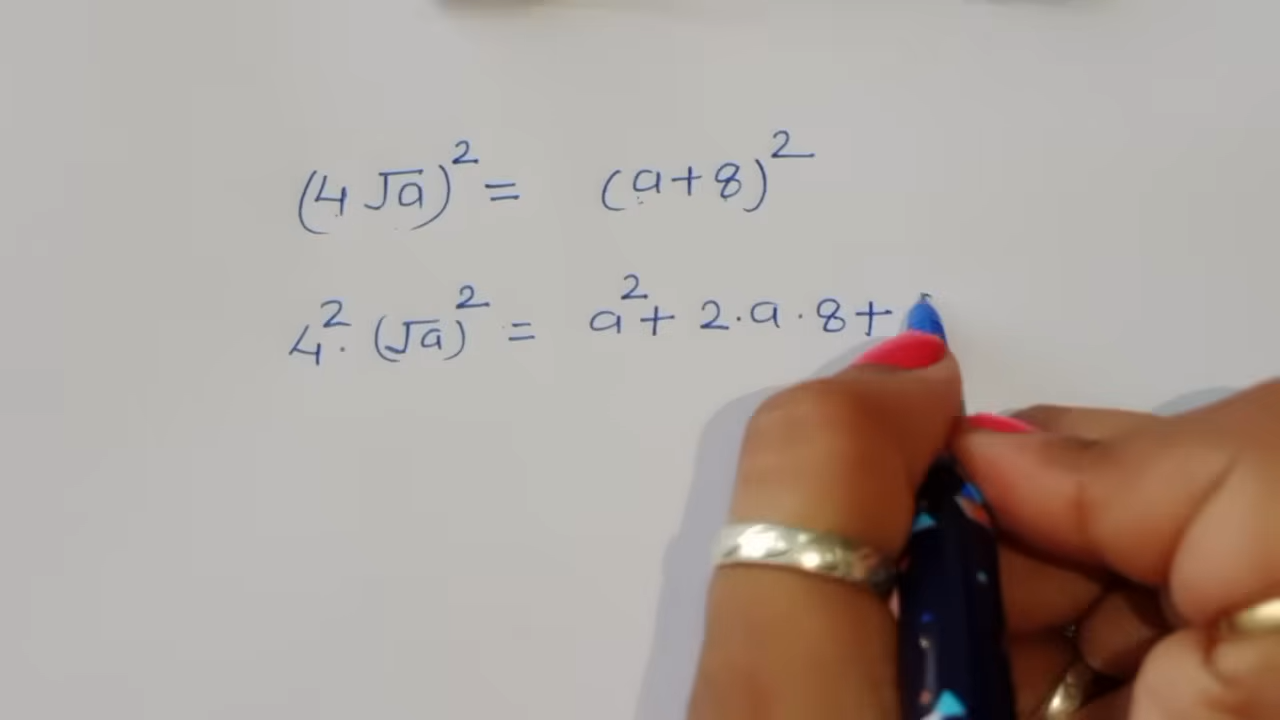 (4√a)² = (a+8)²
4² · (√a)² = a² + 2·a·8+